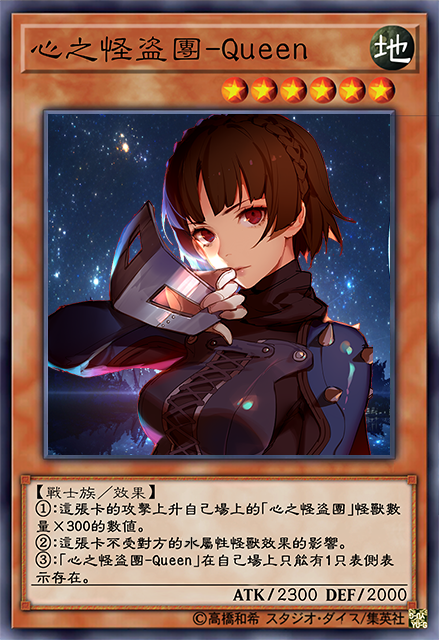 心之怪盜團-Queen
地
【戰士族／效果】
①:這張卡的攻擊上升自己場上的「心之怪盜團」怪獸數
量×300的數值。
②:這張卡不受對方的水屬性怪獸效果的影響。
③:「心之怪盜團-Queen」在自己場上只能有1只表側表
示存在。
ATK/2300 DEF/2000
©高橋和希 スタジオ・ダイス/集英社